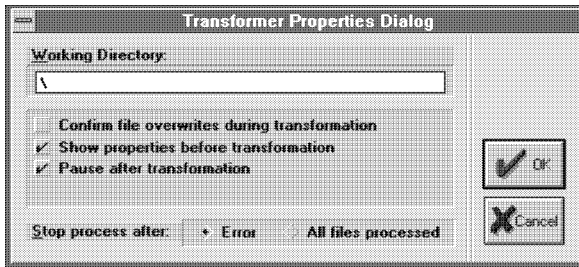 Transformer Properties Dialog
Working Directory:
\
Confirm file overwrites during transformation
Show properties before transformation
Pause after transformation
OK
Cancel
Stop process after: Error All files processed